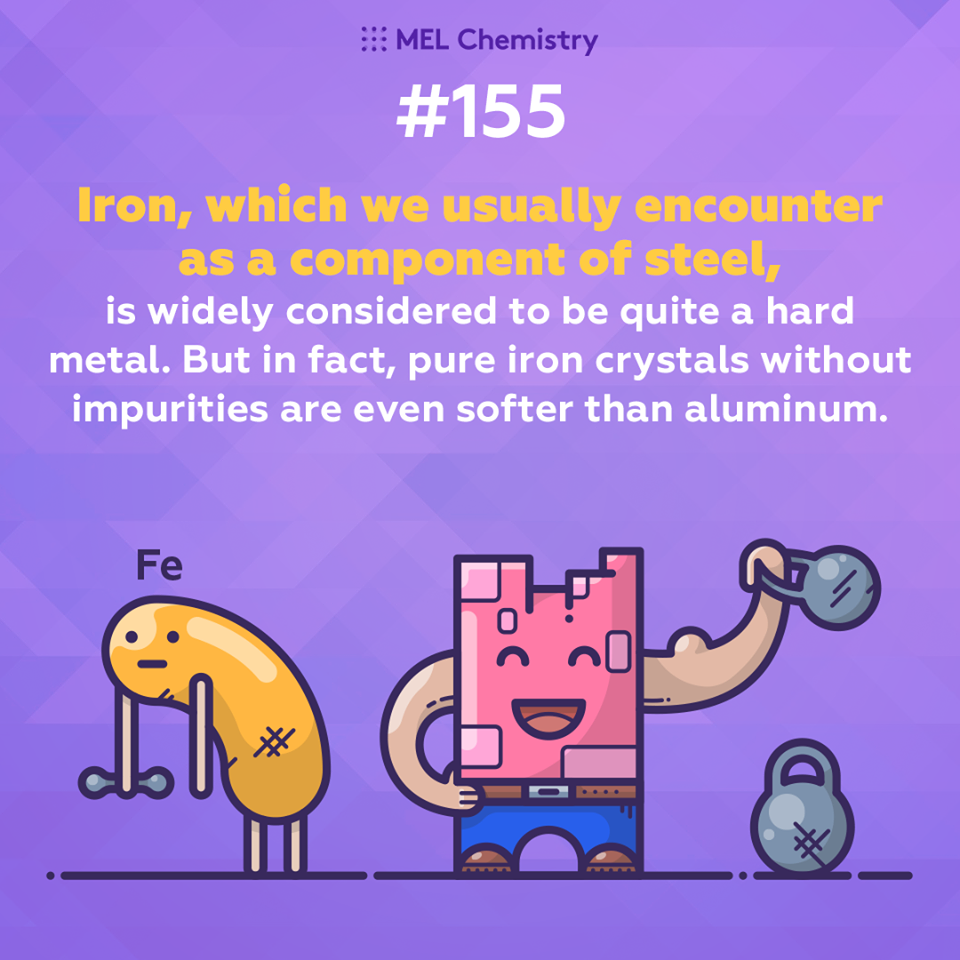 MEL Chemistry
#155
Iron, which we usually encounter
as a component of steel,
is widely considered to be quite a hard
metal. But in fact, pure iron crystals without
impurities are even softer than aluminum.
Fe